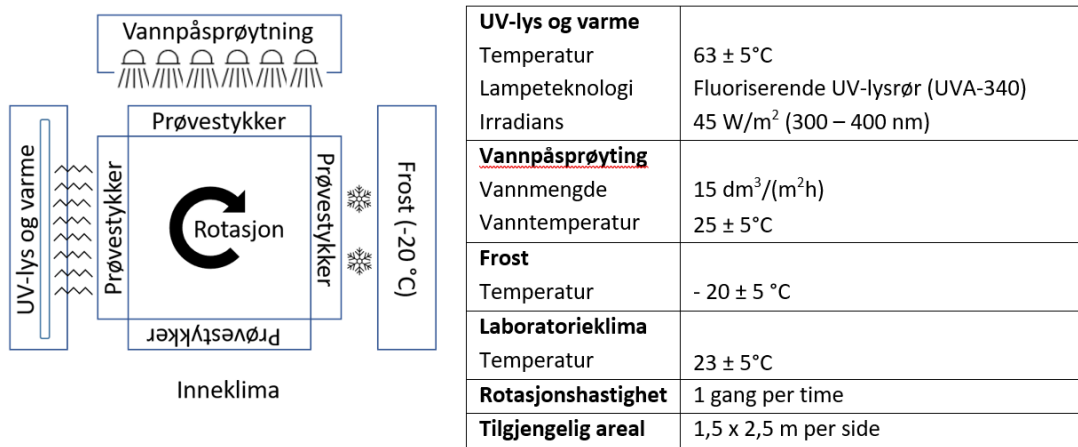 Vannpåsprøytning
UV-lys og varme
Prøvestykker
Prøvestykker
Rotasjon
Prøvestykker
Frost (-20 °C)
Prøvestykker
Inneklima
UV-lys og varme
Temperatur 63 ± 5°C
Lampeteknologi Fluoriserende UV-lysrør (UVA-340)
Irradians 45 W/m² (300 – 400 nm)
Vannpåsprøyting
Vannmengde 15 dm³/(m²h)
Vanntemperatur 25 ± 5°C
Frost
Temperatur - 20 ± 5 °C
Laboratorieklima
Temperatur 23 ± 5°C
Rotasjonshastighet 1 gang per time
Tilgjengelig areal 1,5 x 2,5 m per side